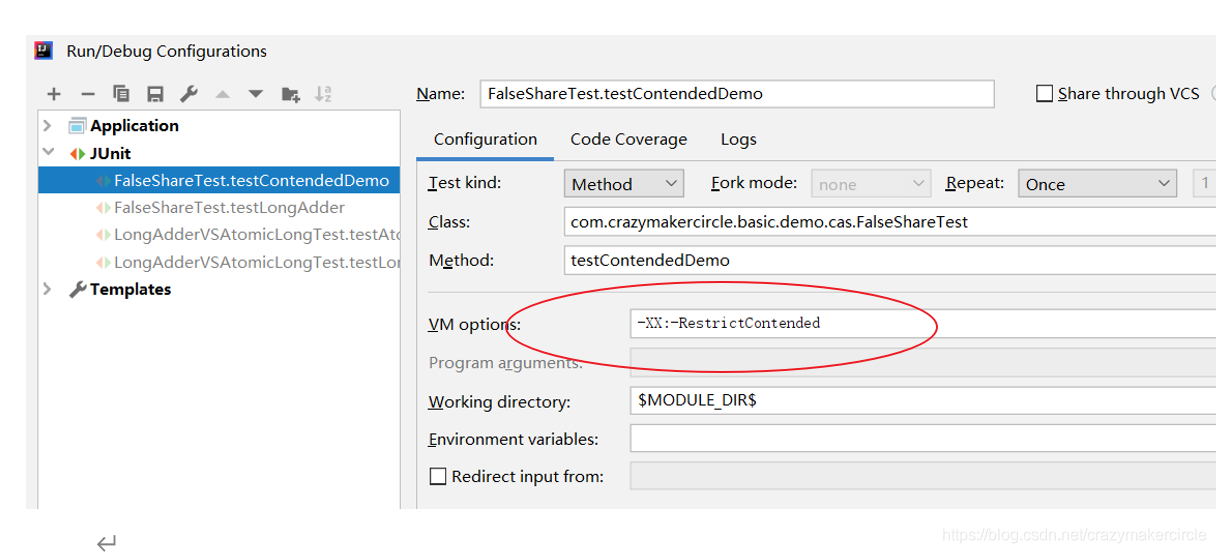 Run/Debug Configurations
Name: FalseShareTest.testContendedDemo Share through VCS
Application
JUnit
FalseShareTest.testContendedDemo
FalseShareTest.testLongAdder
LongAdderVSAtomicLongTest.testAto
LongAdderVSAtomicLongTest.testLon
Templates
Configuration Code Coverage Logs
Test kind: Method Fork mode: none Repeat: Once 1
Class: com.crazymakercircle.basic.demo.cas.FalseShareTest
Method: testContendedDemo
VM options: -XX:-RestrictContended
Program arguments:
Working directory: $MODULE_DIR$
Environment variables:
Redirect input from:
https://blog.csdn.net/crazymakercircle